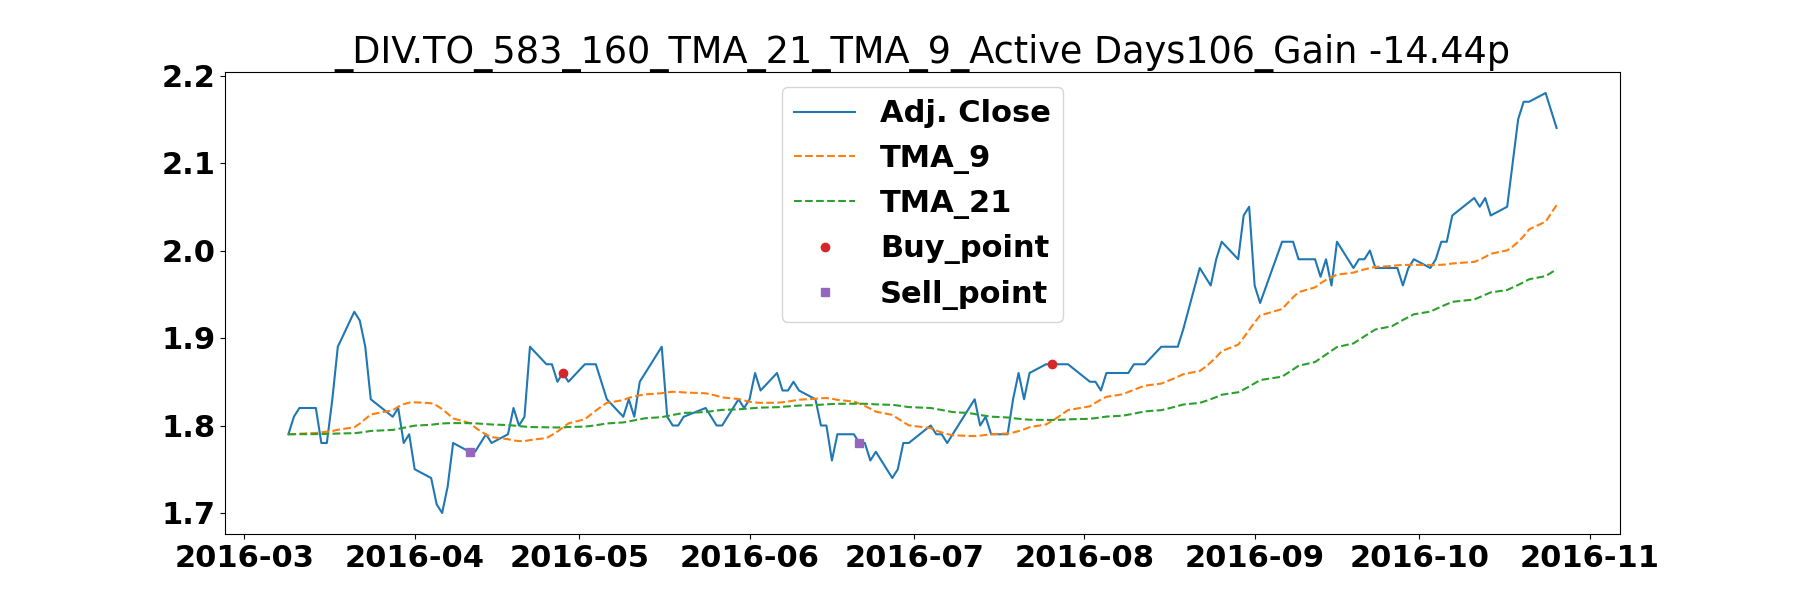 _DIV.TO_583_160_TMA_21_TMA_9_Active Days106_Gain -14.44p
2.2
2.1
2.0
1.9
1.8
1.7
Adj. Close
TMA_9
TMA_21
Buy_point
Sell_point
2016-03 2016-04 2016-05 2016-06 2016-07 2016-08 2016-09 2016-10 2016-11